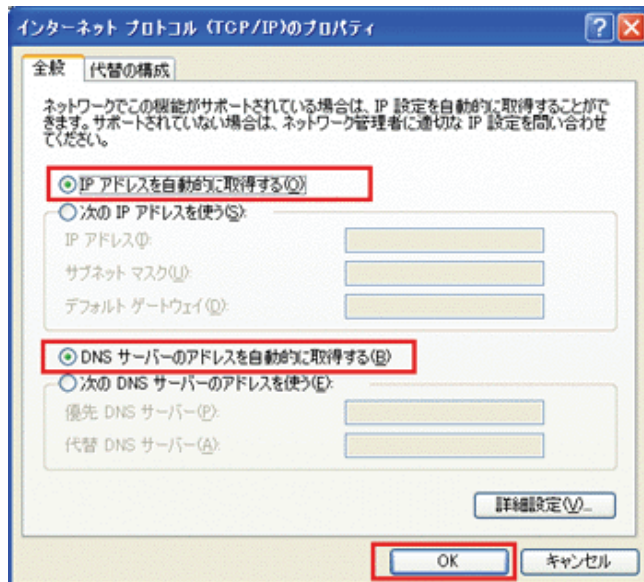 インターネット プロトコル (TCP/IP)のプロパティ
全般
代替の構成
ネットワークでこの機能がサポートされている場合は、IP 設定を自動的に取得することがで
きます。サポートされていない場合は、ネットワーク管理者に適切な IP 設定を問い合わせ
てください。
IP アドレスを自動的に取得する(O)
次の IP アドレスを使う(S):
IP アドレス(I):
サブネット マスク(U):
デフォルト ゲートウェイ(D):
DNS サーバーのアドレスを自動的に取得する(B)
次の DNS サーバーのアドレスを使う(E):
優先 DNS サーバー(P):
代替 DNS サーバー(A):
詳細設定(V)...
OK
キャンセル